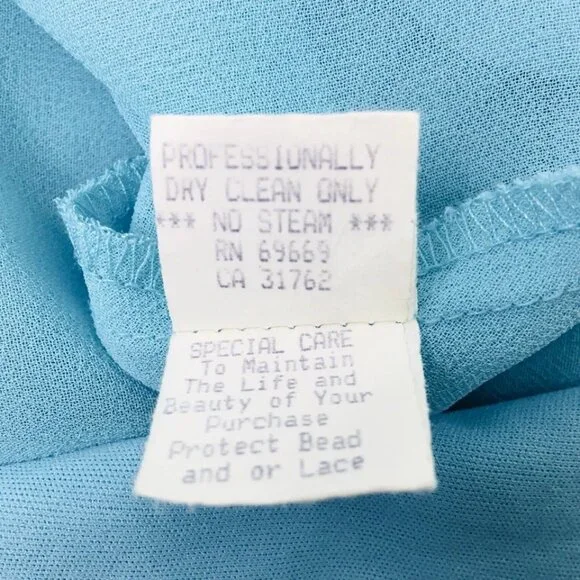 PROFESSIONALLY
DRY CLEAN ONLY
*** NO STEAM ***
RN 69669
CA 31762
SPECIAL CARE
To Maintain
The Life and
Beauty of Your
Purchase
Protect Bead
and or Lace